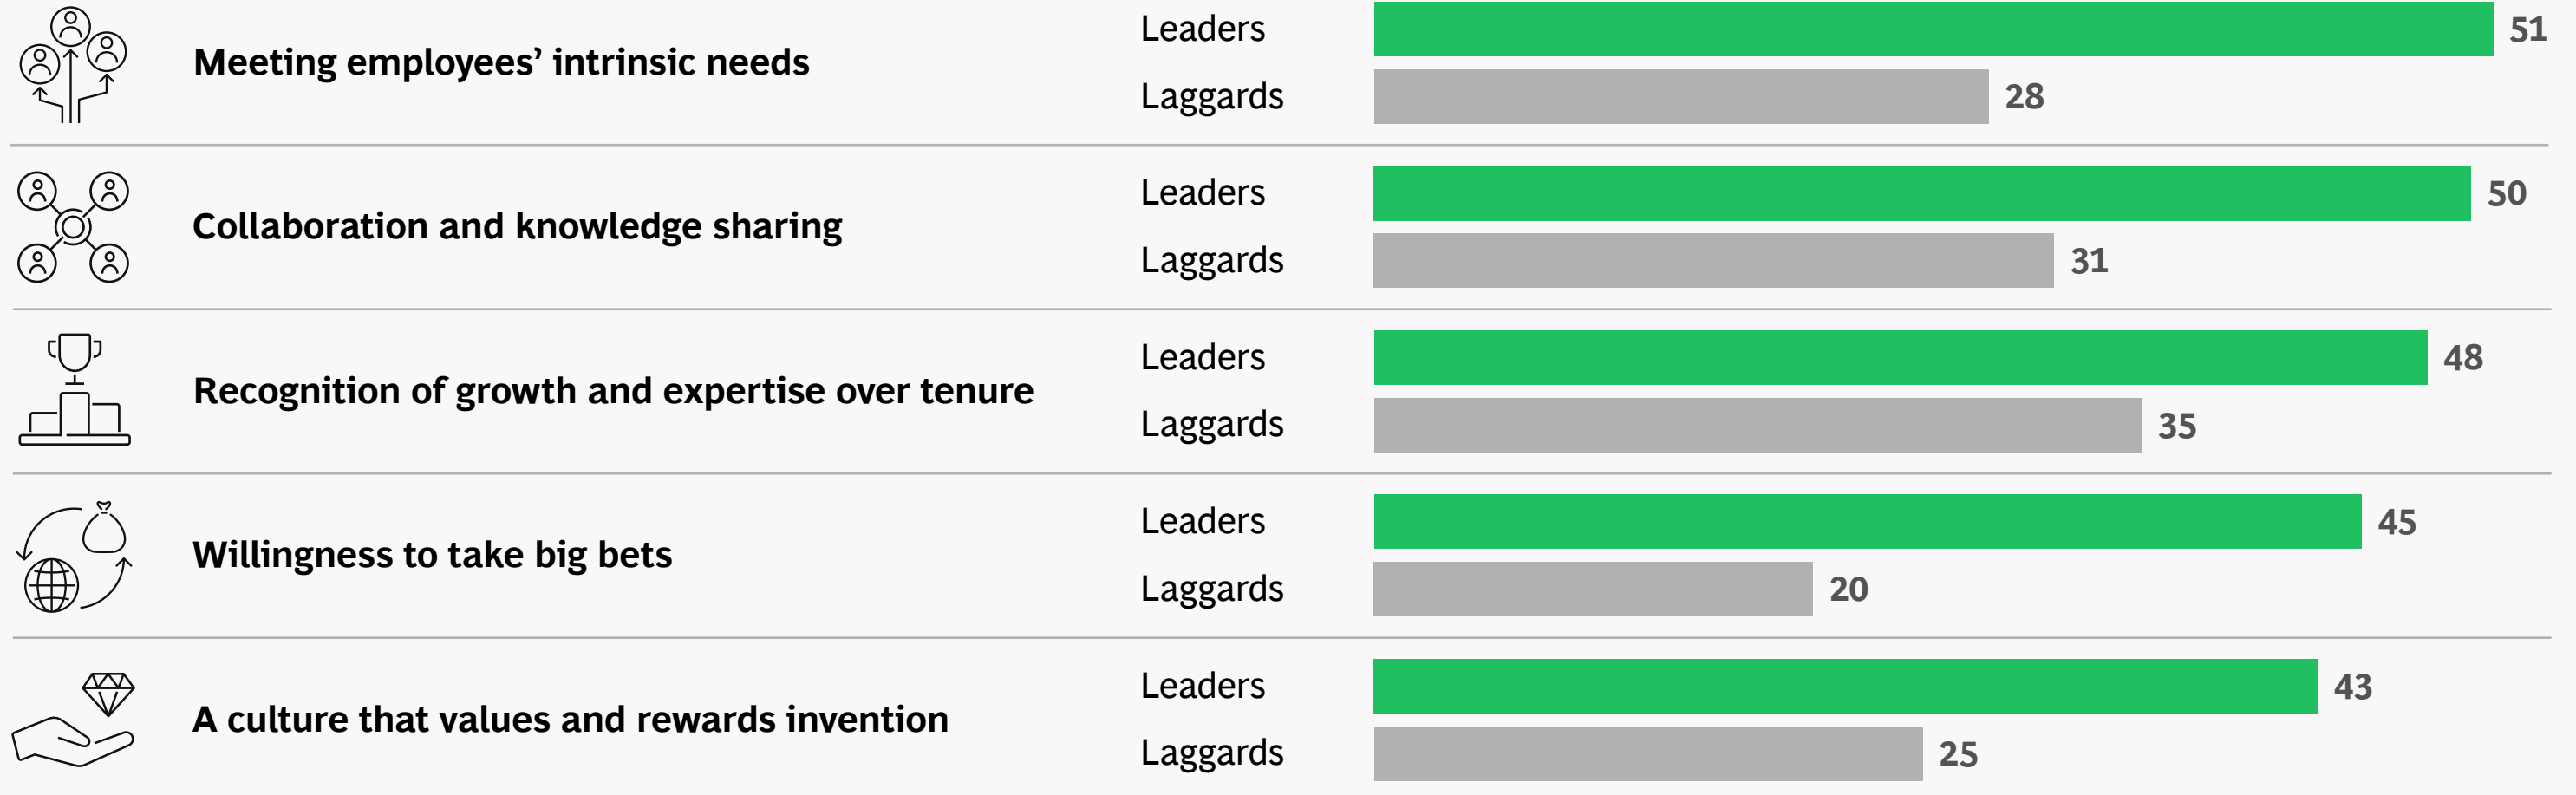 Leaders 51
Meeting employees’ intrinsic needs
Laggards 28
Leaders 50
Collaboration and knowledge sharing
Laggards 31
Leaders 48
Recognition of growth and expertise over tenure
Laggards 35
Leaders 45
Willingness to take big bets
Laggards 20
Leaders 43
A culture that values and rewards invention
Laggards 25